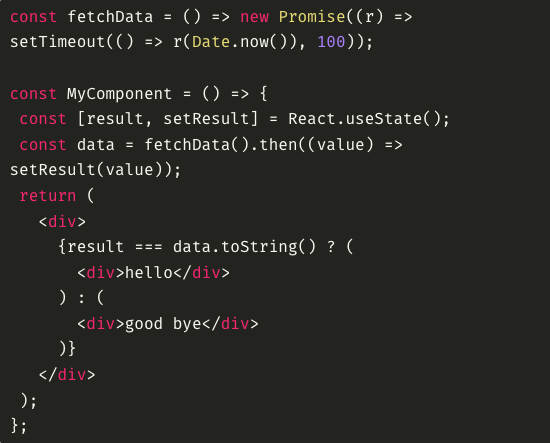 const fetchData = () => new Promise((r) =>
setTimeout(() => r(Date.now()), 100));
const MyComponent = () => {
const [result, setResult] = React.useState();
const data = fetchData().then((value) =>
setResult(value));
return (
<div>
{result === data.toString() ? (
<div>hello</div>
) : (
<div>good bye</div>
)}
</div>
);
};